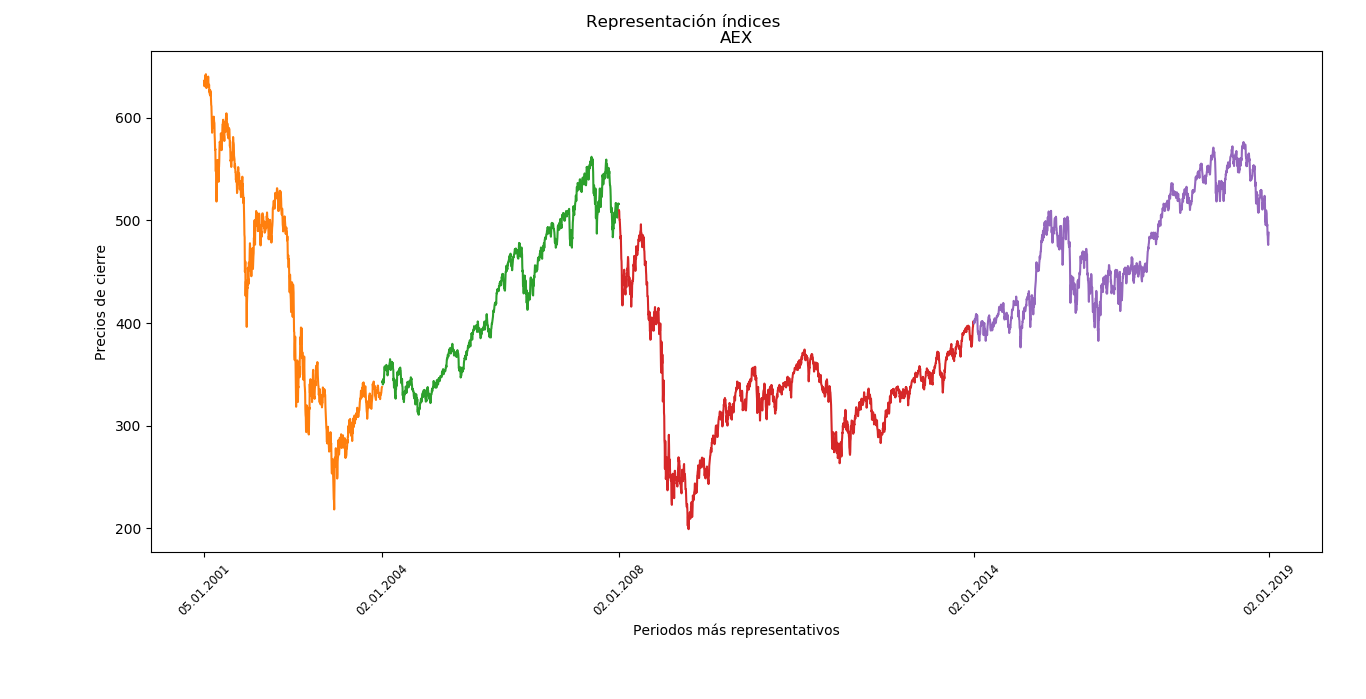 Representación índices
AEX
Precios de cierre
600
500
400
300
200
05.01.2001
02.01.2004
02.01.2008
02.01.2014
02.01.2019
Periodos más representativos